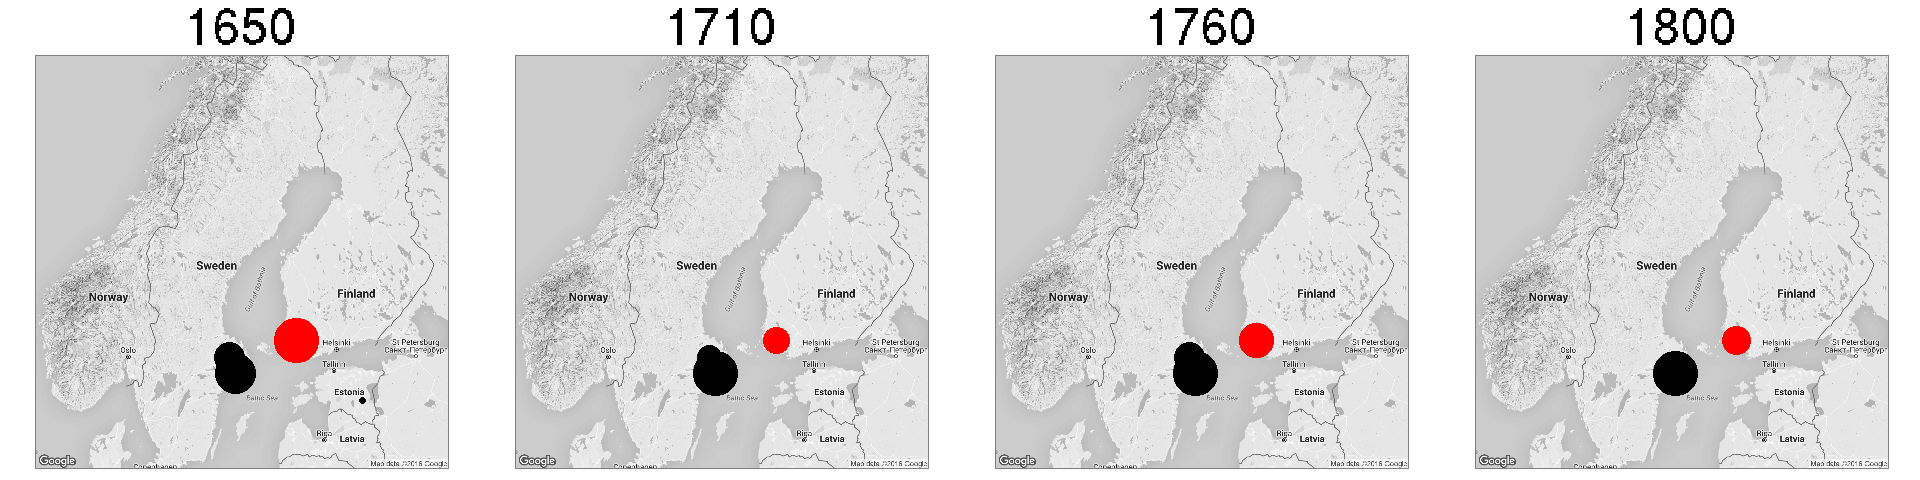 1650
Sweden
Gulf of Bothnia
Norway
Finland
Oslo
Helsinki
St Petersburg
Санкт-Петербург
Tallinn
Estonia
Baltic Sea
Riga
Latvia
Copenhagen
Google
Map data ©2016 Google
1710
Sweden
Gulf of Bothnia
Norway
Finland
Oslo
Helsinki
St Petersburg
Санкт-Петербург
Tallinn
Estonia
Baltic Sea
Riga
Latvia
Copenhagen
Google
Map data ©2016 Google
1760
Sweden
Gulf of Bothnia
Norway
Finland
Oslo
Helsinki
St Petersburg
Санкт-Петербург
Tallinn
Estonia
Baltic Sea
Riga
Latvia
Copenhagen
Google
Map data ©2016 Google
1800
Sweden
Gulf of Bothnia
Norway
Finland
Oslo
Helsinki
St Petersburg
Санкт-Петербург
Tallinn
Estonia
Baltic Sea
Riga
Latvia
Copenhagen
Google
Map data ©2016 Google